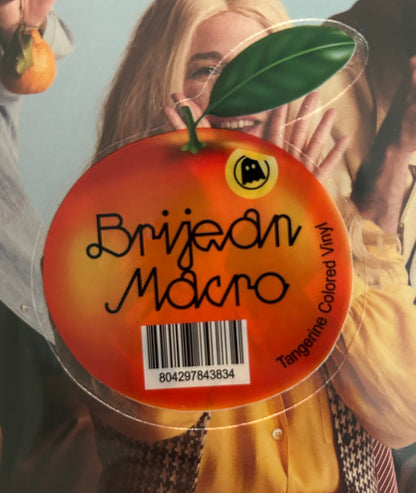 Brijean
Macro
Tangerine Colored Vinyl
804297843834